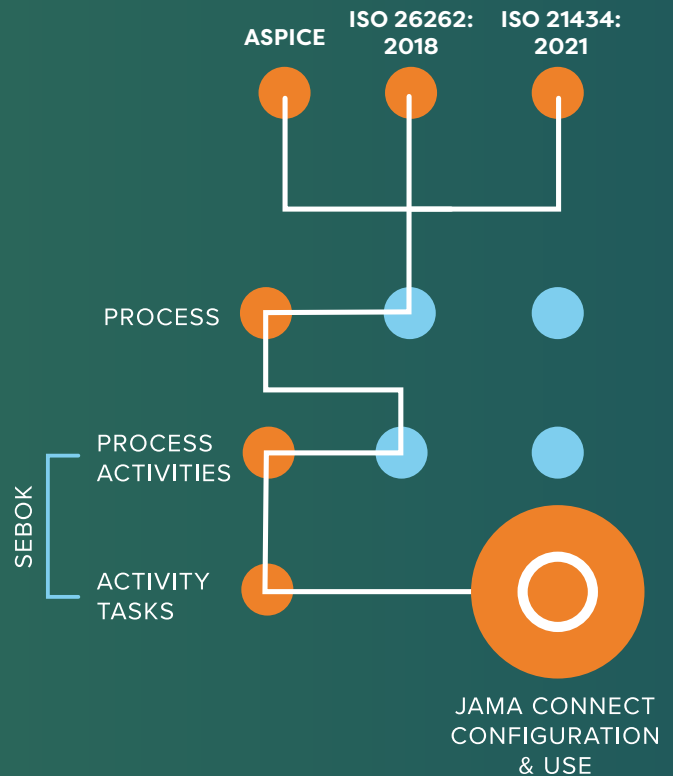 ASPICE
ISO 26262:
2018
ISO 21434:
2021
PROCESS
PROCESS
ACTIVITIES
SEBOK
ACTIVITY
TASKS
JAMA CONNECT
CONFIGURATION
& USE